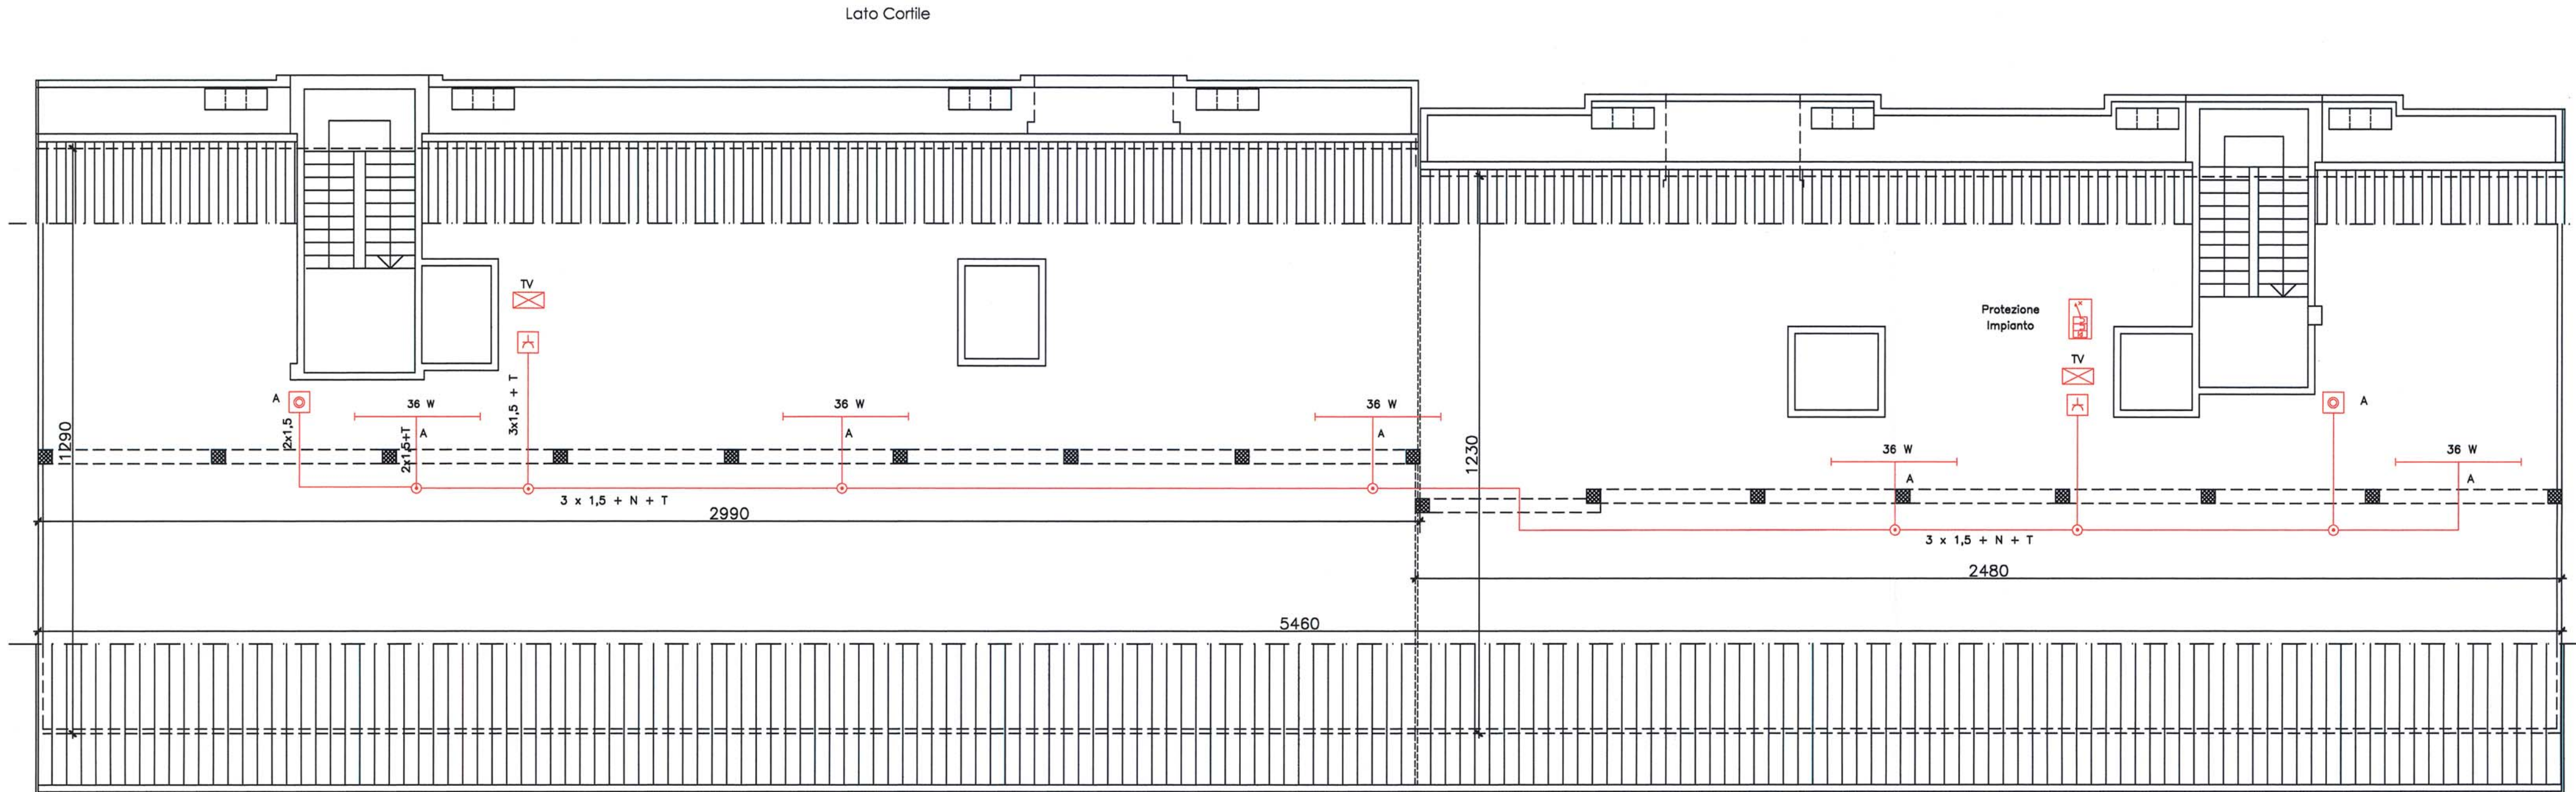 Lato Cortile
TV
Protezione
Impianto
TV
A
36 W
36 W
36 W
A
2x1,5
2x1,5+T
A
3x1,5 + T
A
A
1290
1230
36 W
36 W
A
A
3 x 1,5 + N + T
2990
3 x 1,5 + N + T
2480
5460